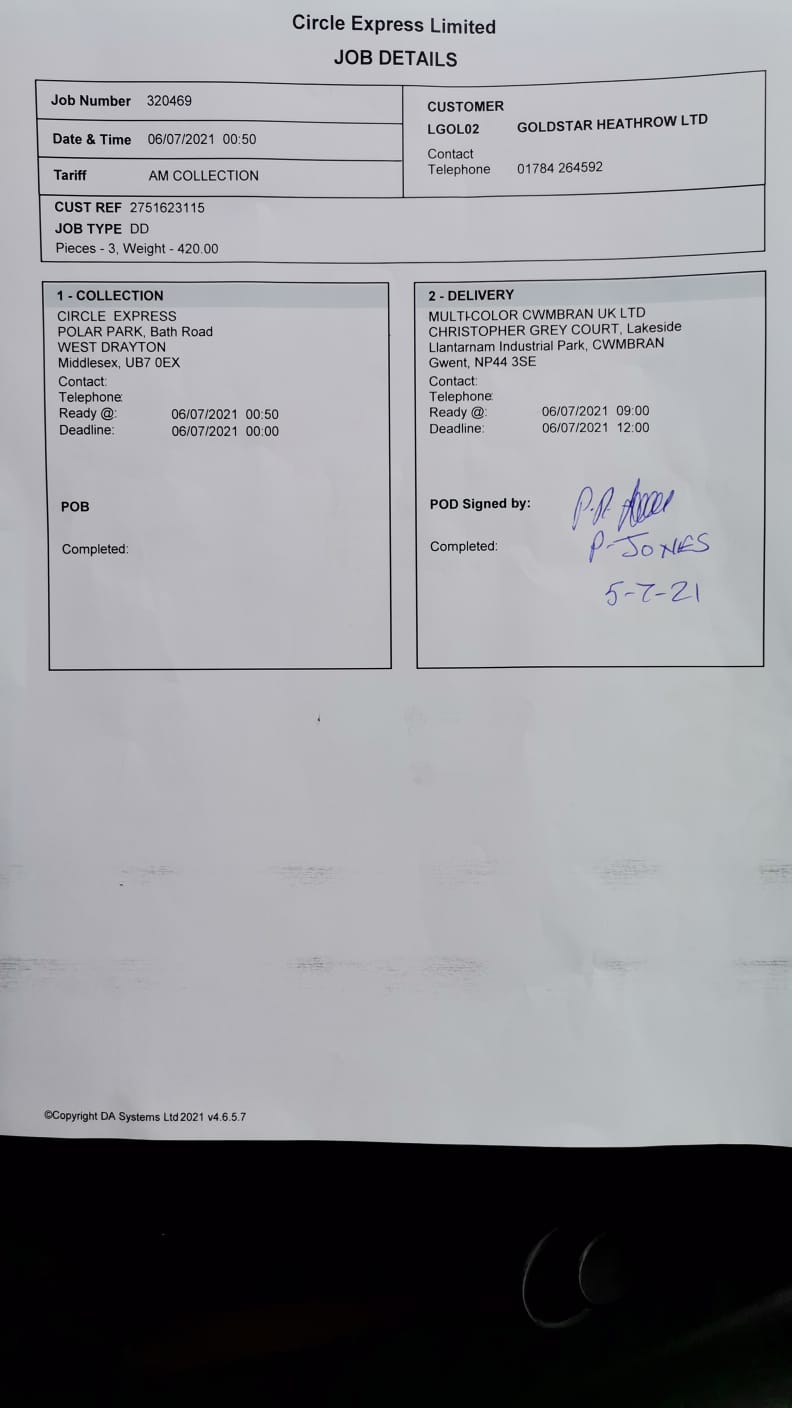 Circle Express Limited
JOB DETAILS
Job Number 320469
Date & Time 06/07/2021 00:50
Tariff AM COLLECTION
CUSTOMER
LGOL02 GOLDSTAR HEATHROW LTD
Contact
Telephone 01784 264592
CUST REF 2751623115
JOB TYPE DD
Pieces - 3, Weight - 420.00
1 - COLLECTION
CIRCLE EXPRESS
POLAR PARK, Bath Road
WEST DRAYTON
Middlesex, UB7 0EX
Contact:
Telephone:
Ready @: 06/07/2021 00:50
Deadline: 06/07/2021 00:00
POB
Completed:
2 - DELIVERY
MULTI-COLOR CWMBRAN UK LTD
CHRISTOPHER GREY COURT, Lakeside
Llantarnam Industrial Park, CWMBRAN
Gwent, NP44 3SE
Contact:
Telephone:
Ready @: 06/07/2021 09:00
Deadline: 06/07/2021 12:00
POD Signed by:
Completed: P-JONES
5-7-21
©Copyright DA Systems Ltd 2021 v4.6.5.7